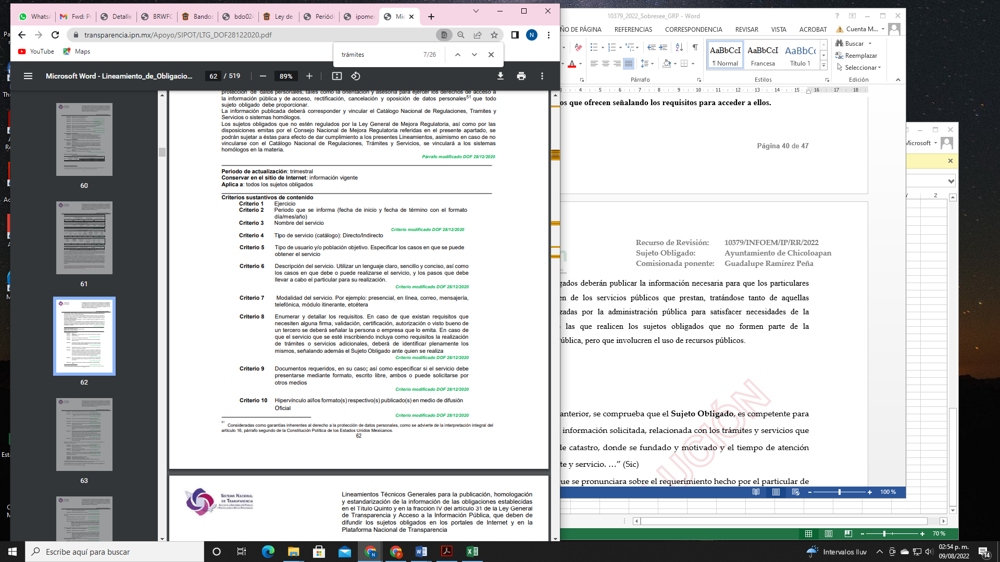 WhatsA
Fwd: Pr
Detalle
BRWFC
Bandos
bdo024
Ley de
Periódi
ipomex
Mic
transparencia.ipn.mx/Apoyo/SIPOT/LTG_DOF28122020.pdf
N
YouTube
Maps
trámites
7/26
Microsoft Word - Lineamiento_de_Obligacio...
62 / 519
89%
60
61
62
63
protección de datos personales, tales como la orientación y asesoría para ejercer los derechos de acceso a
la información pública y de acceso, rectificación, cancelación y oposición de datos personales51 que todo
sujeto obligado debe proporcionar.
La información publicada deberá corresponder y vincular el Catálogo Nacional de Regulaciones, Tramites y
Servicios o sistemas homólogos.
Los sujetos obligados que no estén regulados por la Ley General de Mejora Regulatoria, así como por las
disposiciones emitas por el Consejo Nacional de Mejora Regulatoria referidas en el presente apartado, se
podrán sujetar a éstas para efecto de dar cumplimiento a los presentes Lineamientos, asimismo en caso de no
vincularse con el Catálogo Nacional de Regulaciones, Trámites y Servicios, se vinculará a los sistemas
homólogos en la materia.
Párrafo modificado DOF 28/12/2020
Periodo de actualización: trimestral
Conservar en el sitio de Internet: información vigente
Aplica a: todos los sujetos obligados
Criterios sustantivos de contenido
Criterio 1 Ejercicio
Criterio 2 Periodo que se informa (fecha de inicio y fecha de término con el formato
día/mes/año)
Criterio 3 Nombre del servicio
Criterio modificado DOF 28/12/2020
Criterio 4 Tipo de servicio (catálogo): Directo/Indirecto
Criterio 5 Tipo de usuario y/o población objetivo. Especificar los casos en que se puede
obtener el servicio
Criterio 6 Descripción del servicio. Utilizar un lenguaje claro, sencillo y conciso, así como
los casos en que debe o puede realizarse el servicio, y los pasos que debe
llevar a cabo el particular para su realización.
Criterio modificado DOF 28/12/2020
Criterio 7 Modalidad del servicio. Por ejemplo: presencial, en línea, correo, mensajería,
telefónica, módulo itinerante, etcétera
Criterio 8 Enumerar y detallar los requisitos. En caso de que existan requisitos que
necesiten alguna firma, validación, certificación, autorización o visto bueno de
un tercero se deberá señalar la persona o empresa que lo emita. En caso de
que el servicio que se esté inscribiendo incluya como requisitos la realización
de trámites o servicios adicionales, deberá de identificar plenamente los
mismos, señalando además el Sujeto Obligado ante quien se realiza
Criterio modificado DOF 28/12/2020
Criterio 9 Documentos requeridos, en su caso; así como especificar si el servicio debe
presentarse mediante formato, escrito libre, ambos o puede solicitarse por
otros medios
Criterio modificado DOF 28/12/2020
Criterio 10 Hipervínculo al/los formato(s) respectivo(s) publicado(s) en medio de difusión
Oficial
Criterio modificado DOF 28/12/2020
51 Consideradas como garantías inherentes al derecho a la protección de datos personales, como se advierte de la interpretación integral del
artículo 16, párrafo segundo de la Constitución Política de los Estados Unidos Mexicanos.
62
SISTEMA NACIONAL
DE TRANSPARENCIA
ACCESO A LA INFORMACIÓN PÚBLICA
Y PROTECCIÓN DE DATOS PERSONALES
Lineamientos Técnicos Generales para la publicación, homologación
y estandarización de la información de las obligaciones establecidas
en el Título Quinto y en la fracción IV del artículo 31 de la Ley General
de Transparencia y Acceso a la Información Pública, que deben de
difundir los sujetos obligados en los portales de Internet y en la
Plataforma Nacional de Transparencia
10379_2022_Sobresee_GRP - Word
ÑO DE PÁGINA
REFERENCIAS
CORRESPONDENCIA
REVISAR
VISTA
ACROBAT
Cuenta M...
AaBbCcI
AaBbCcI
AaBbCc
¶ Normal
Francesa
Título 1
Buscar
Reemplazar
Seleccionar
Párrafo
Estilos
Edición
3 4 5 6 7 8 9 10 11 12 13 14 15 16 17 18
os que ofrecen señalando los requisitos para acceder a ellos.
Página 40 de 47
Recurso de Revisión: 10379/INFOEM/IP/RR/2022
Sujeto Obligado: Ayuntamiento de Chicoloapan
Comisionada ponente: Guadalupe Ramírez Peña
gados deberán publicar la información necesaria para que los particulares
en de los servicios públicos que prestan, tratándose tanto de aquellas
zadas por la administración pública para satisfacer necesidades de la
las que realicen los sujetos obligados que no formen parte de la
ública, pero que involucren el uso de recursos públicos.
UCIÓN
anterior, se comprueba que el Sujeto Obligado, es competente para
información solicitada, relacionada con los trámites y servicios que
de catastro, donde se fundado y motivado y el tiempo de atención
te y servicio. …” (Sic)
que se pronunciara sobre el requerimiento hecho por el particular de
100 %
Microsoft
Y Z
70 %
Escribe aquí para buscar
Intervalos lluv
02:54 p. m.
09/08/2022
14